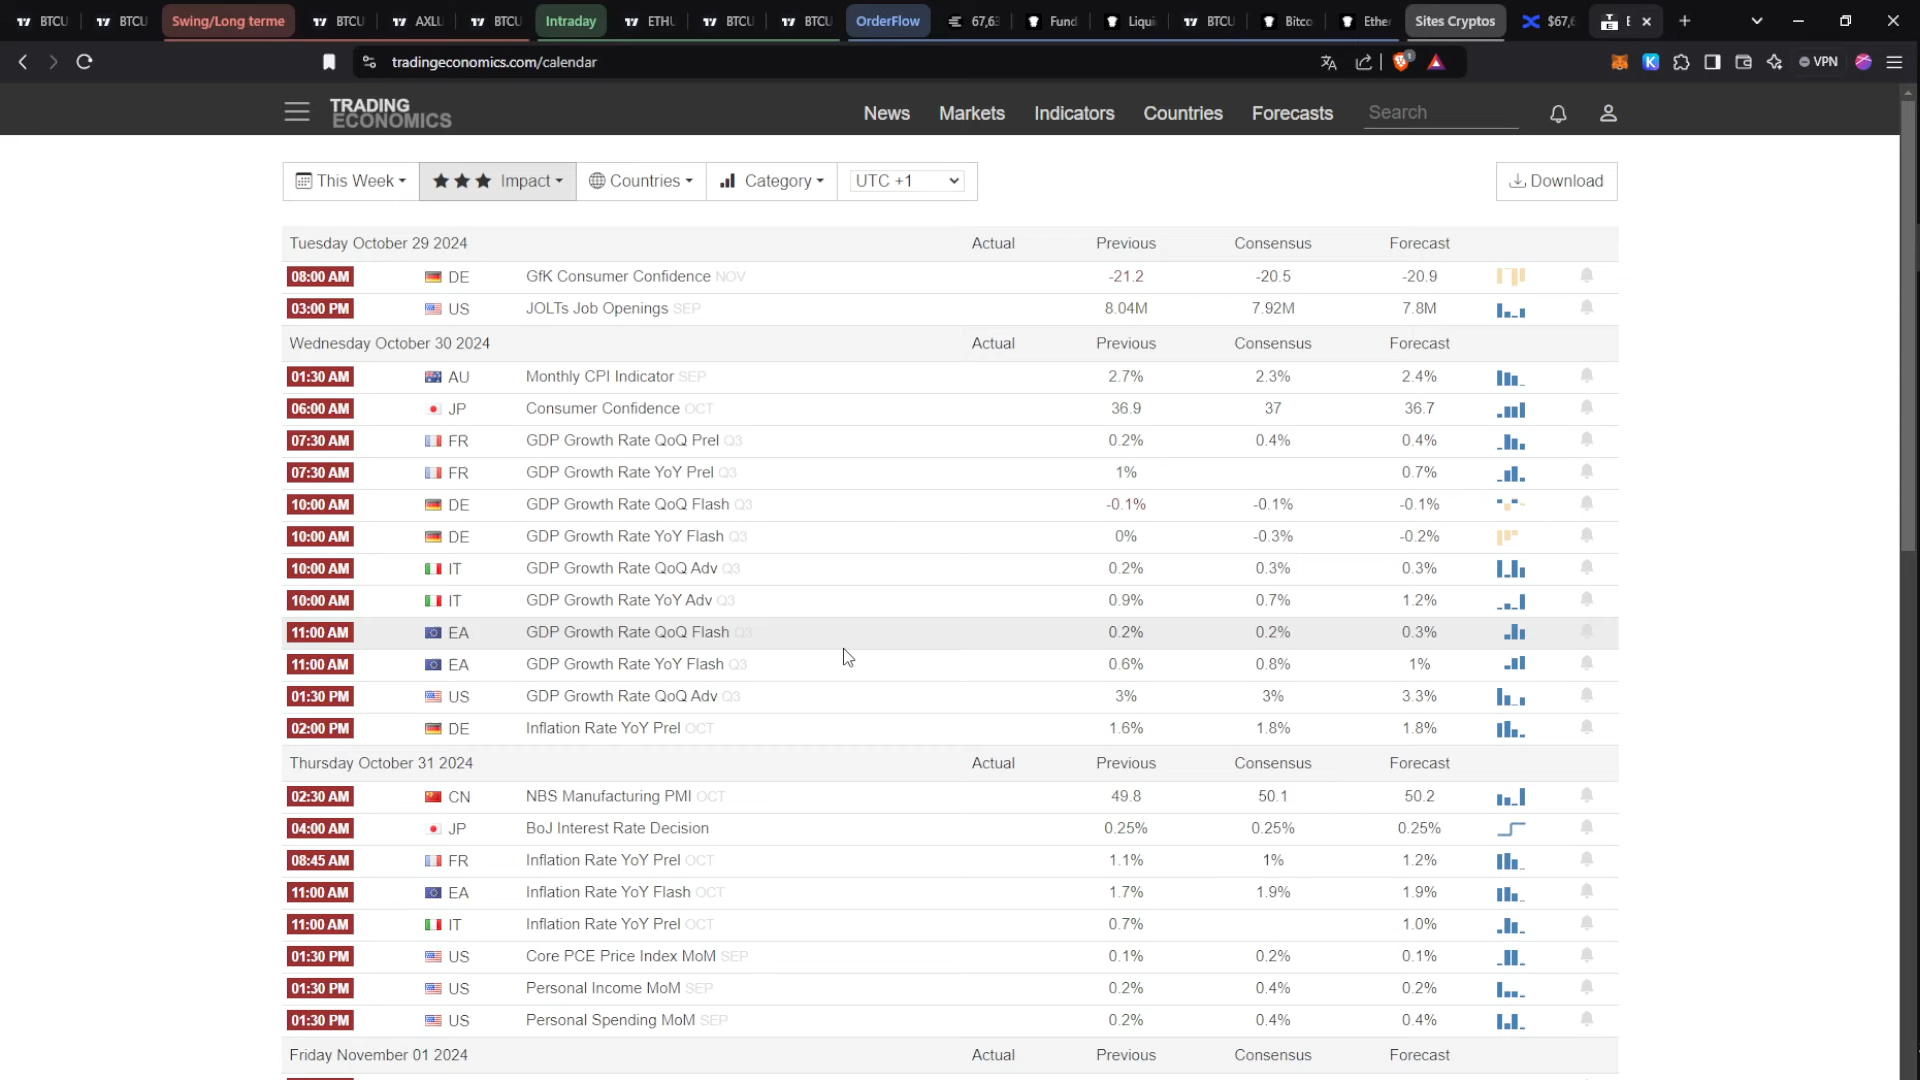 BTCU BTCU Swing/Long terme BTCU AXLU BTCU Intraday ETHU BTCU BTCU OrderFlow 67,63 Fund Liqui BTCU Bitco Ether Sites Cryptos $67,6 E
tradingeconomics.com/calendar 1 VPN
TRADING
ECONOMICS
News Markets Indicators Countries Forecasts Search
This Week Impact Countries Category UTC +1 Download
Tuesday October 29 2024 Actual Previous Consensus Forecast
08:00 AM DE GfK Consumer Confidence NOV -21.2 -20.5 -20.9
03:00 PM US JOLTs Job Openings SEP 8.04M 7.92M 7.8M
Wednesday October 30 2024 Actual Previous Consensus Forecast
01:30 AM AU Monthly CPI Indicator SEP 2.7% 2.3% 2.4%
06:00 AM JP Consumer Confidence OCT 36.9 37 36.7
07:30 AM FR GDP Growth Rate QoQ Prel Q3 0.2% 0.4% 0.4%
07:30 AM FR GDP Growth Rate YoY Prel Q3 1% 0.7%
10:00 AM DE GDP Growth Rate QoQ Flash Q3 -0.1% -0.1% -0.1%
10:00 AM DE GDP Growth Rate YoY Flash Q3 0% -0.3% -0.2%
10:00 AM IT GDP Growth Rate QoQ Adv Q3 0.2% 0.3% 0.3%
10:00 AM IT GDP Growth Rate YoY Adv Q3 0.9% 0.7% 1.2%
11:00 AM EA GDP Growth Rate QoQ Flash Q3 0.2% 0.2% 0.3%
11:00 AM EA GDP Growth Rate YoY Flash Q3 0.6% 0.8% 1%
01:30 PM US GDP Growth Rate QoQ Adv Q3 3% 3% 3.3%
02:00 PM DE Inflation Rate YoY Prel OCT 1.6% 1.8% 1.8%
Thursday October 31 2024 Actual Previous Consensus Forecast
02:30 AM CN NBS Manufacturing PMI OCT 49.8 50.1 50.2
04:00 AM JP BoJ Interest Rate Decision 0.25% 0.25% 0.25%
08:45 AM FR Inflation Rate YoY Prel OCT 1.1% 1% 1.2%
11:00 AM EA Inflation Rate YoY Flash OCT 1.7% 1.9% 1.9%
11:00 AM IT Inflation Rate YoY Prel OCT 0.7% 1.0%
01:30 PM US Core PCE Price Index MoM SEP 0.1% 0.2% 0.1%
01:30 PM US Personal Income MoM SEP 0.2% 0.4% 0.2%
01:30 PM US Personal Spending MoM SEP 0.2% 0.4% 0.4%
Friday November 01 2024 Actual Previous Consensus Forecast